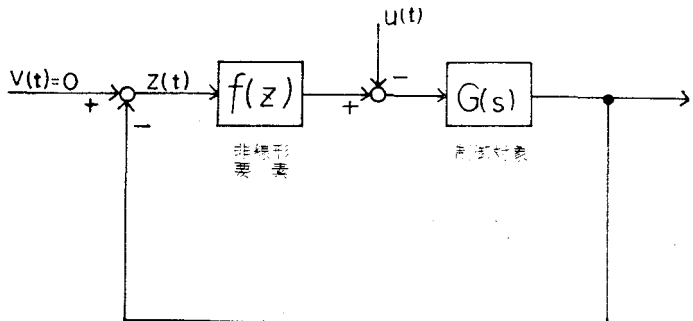 u(t)
V(t)=0
Z(t)
f(z)
G(s)
+
−
+
−
非線形
要素
制御対象